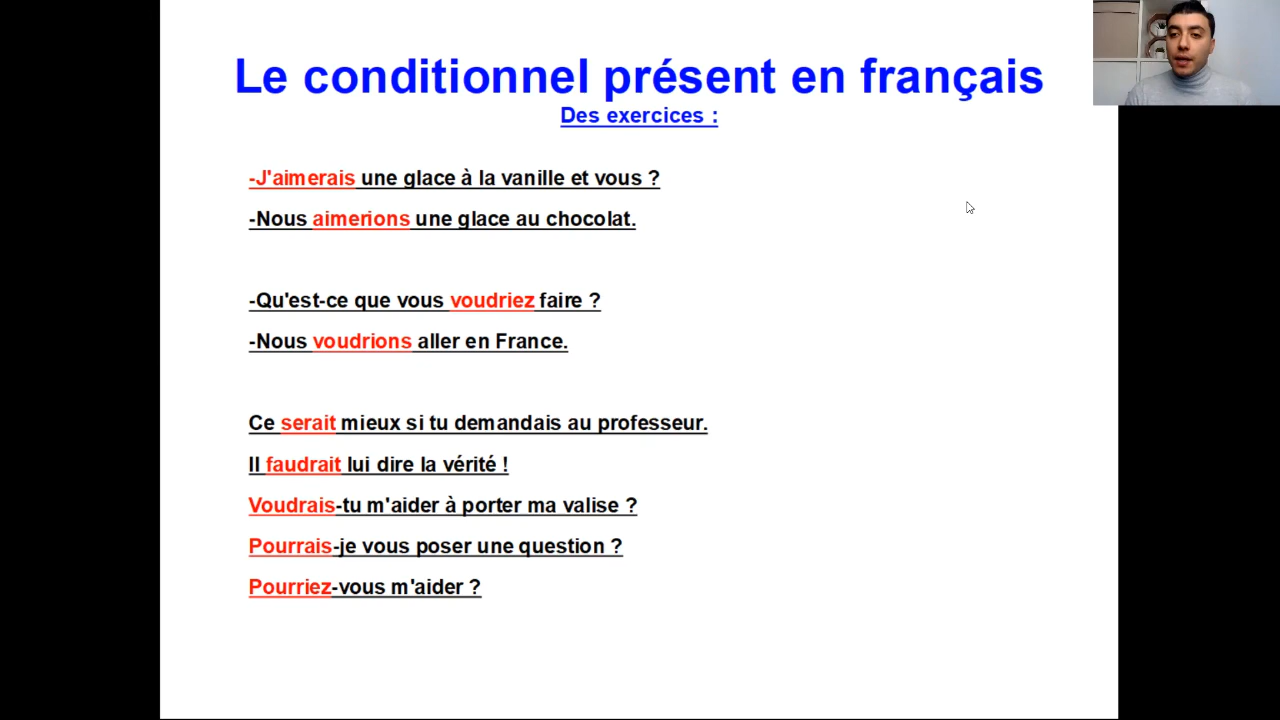 Le conditionnel présent en français
Des exercices :
-J'aimerais une glace à la vanille et vous ?
-Nous aimerions une glace au chocolat.
-Qu'est-ce que vous voudriez faire ?
-Nous voudrions aller en France.
Ce serait mieux si tu demandais au professeur.
Il faudrait lui dire la vérité !
Voudrais-tu m'aider à porter ma valise ?
Pourrais-je vous poser une question ?
Pourriez-vous m'aider ?